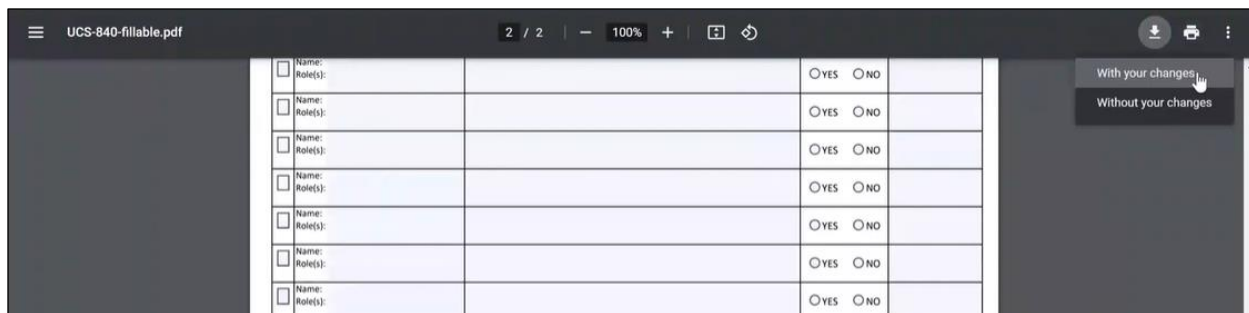 UCS-840-fillable.pdf 2 / 2 100%
With your changes
Without your changes
Name:
Role(s): YES NO
Name:
Role(s): YES NO
Name:
Role(s): YES NO
Name:
Role(s): YES NO
Name:
Role(s): YES NO
Name:
Role(s): YES NO
Name:
Role(s): YES NO